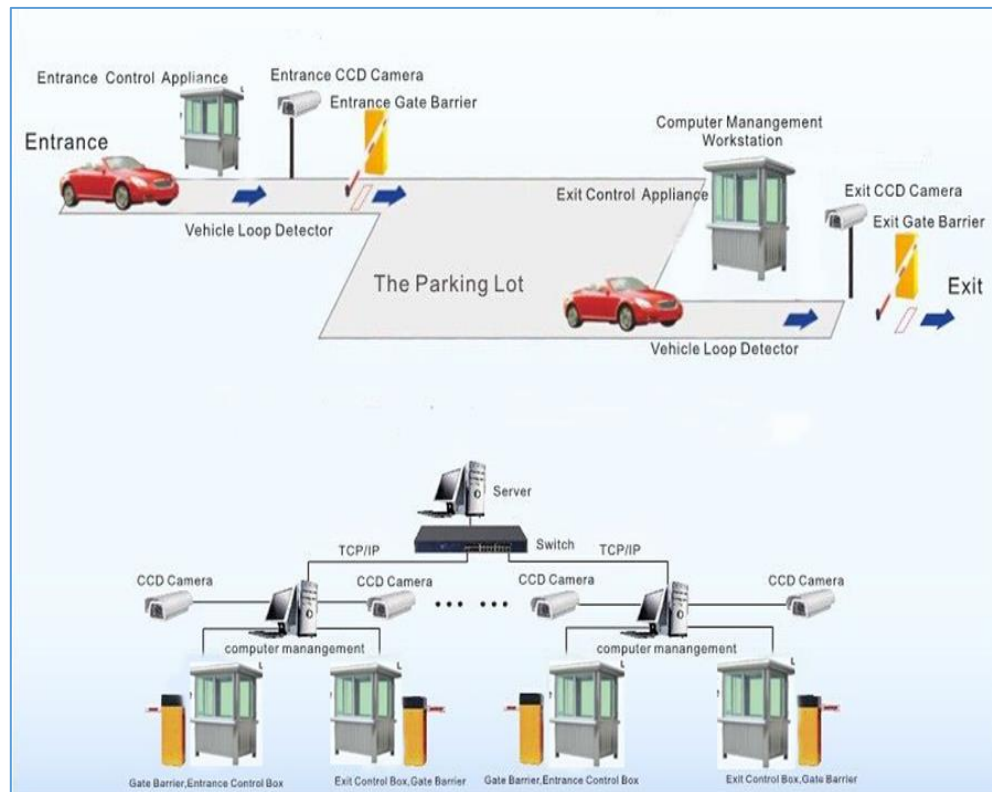 Entrance Control Appliance
Entrance CCD Camera
Entrance Gate Barrier
Entrance
Vehicle Loop Detector
Computer Manangement
Workstation
Exit Control Appliance
Exit CCD Camera
Exit Gate Barrier
The Parking Lot
Exit
Vehicle Loop Detector
Server
Switch
TCP/IP
TCP/IP
CCD Camera
CCD Camera
CCD Camera
CCD Camera
computer manangement
computer manangement
Gate Barrier,Entrance Control Box
Exit Control Box,Gate Barrier
Gate Barrier,Entrance Control Box
Exit Control Box,Gate Barrier